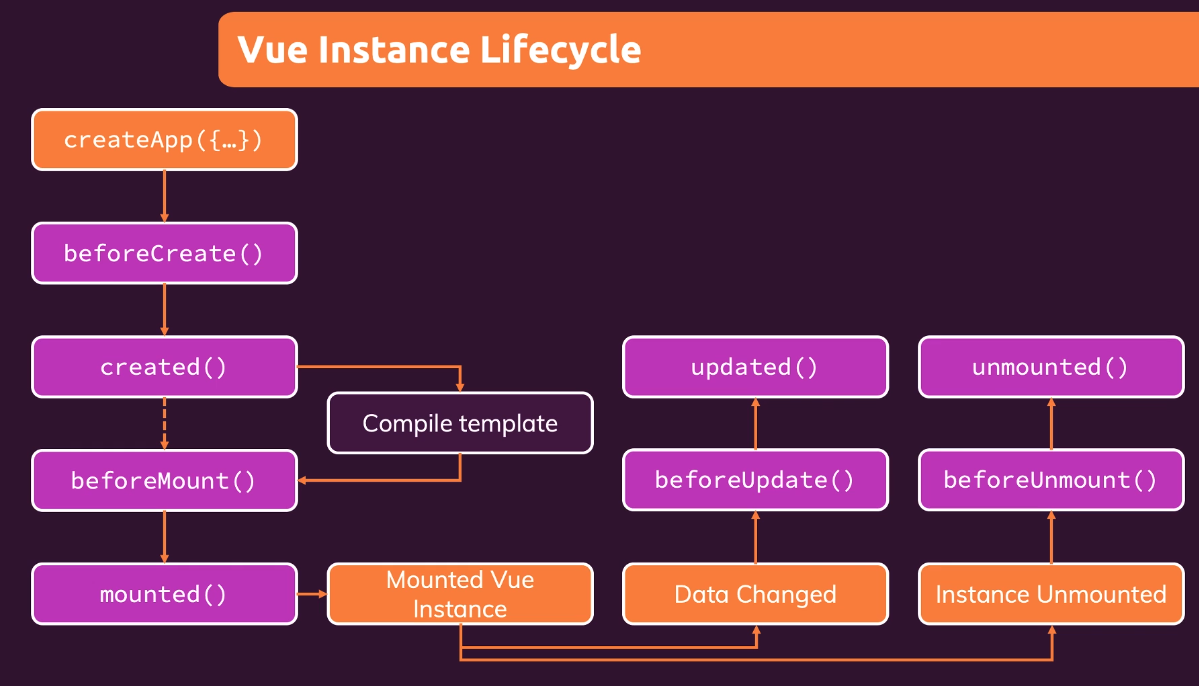 Vue Instance Lifecycle
createApp({…})
beforeCreate()
created()
Compile template
beforeMount()
mounted()
Mounted Vue
Instance
updated()
beforeUpdate()
Data Changed
unmounted()
beforeUnmount()
Instance Unmounted